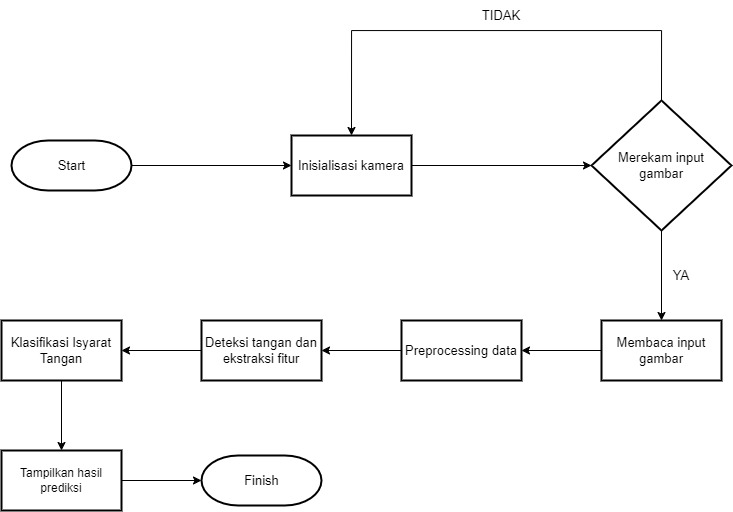 TIDAK
Start
Inisialisasi kamera
Merekam input
gambar
YA
Membaca input
gambar
Preprocessing data
Deteksi tangan dan
ekstraksi fitur
Klasifikasi Isyarat
Tangan
Tampilkan hasil
prediksi
Finish